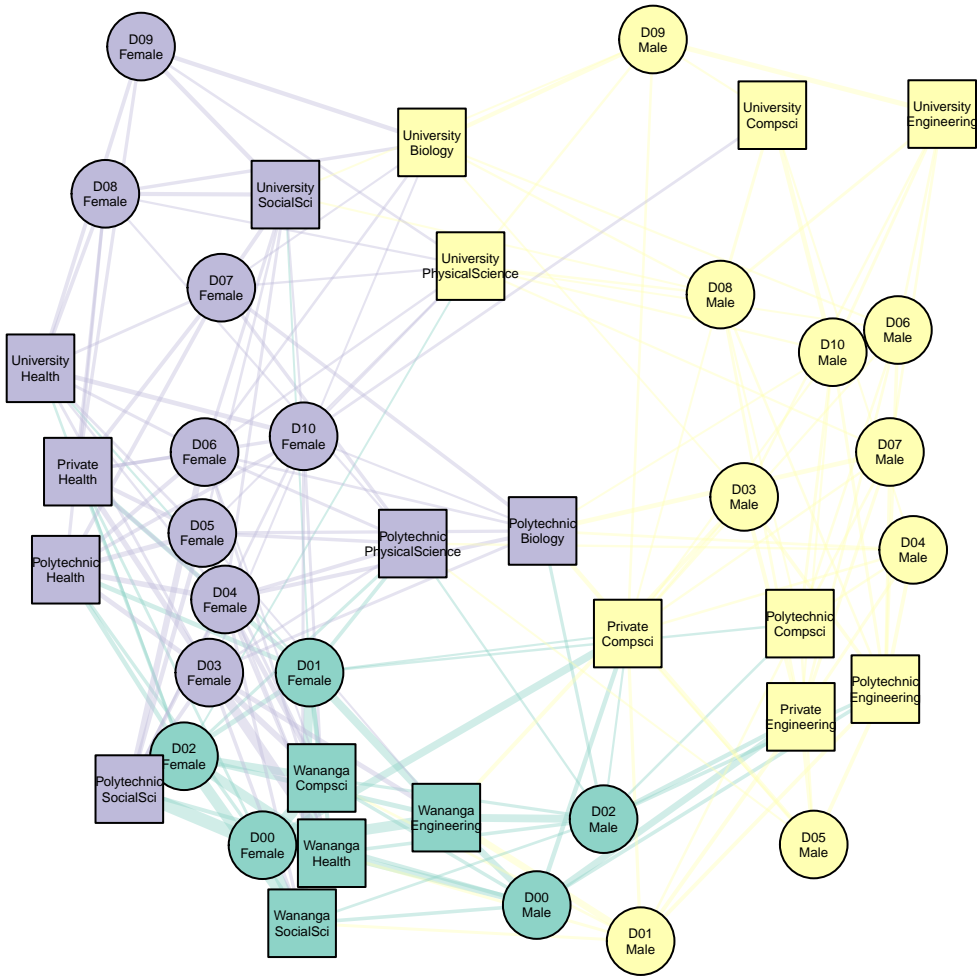 D09
Female
D09
Male
University
Compsci
University
Engineering
University
Biology
D08
Female
University
SocialSci
University
PhysicalScience
D07
Female
D08
Male
D06
Male
D10
Male
University
Health
D10
Female
D06
Female
D07
Male
Private
Health
D03
Male
D05
Female
Polytechnic
PhysicalScience
Polytechnic
Biology
D04
Male
Polytechnic
Health
D04
Female
Private
Compsci
Polytechnic
Compsci
D03
Female
D01
Female
Polytechnic
Engineering
Private
Engineering
D02
Female
Wananga
Compsci
Polytechnic
SocialSci
Wananga
Engineering
D02
Male
D00
Female
Wananga
Health
D05
Male
D00
Male
Wananga
SocialSci
D01
Male